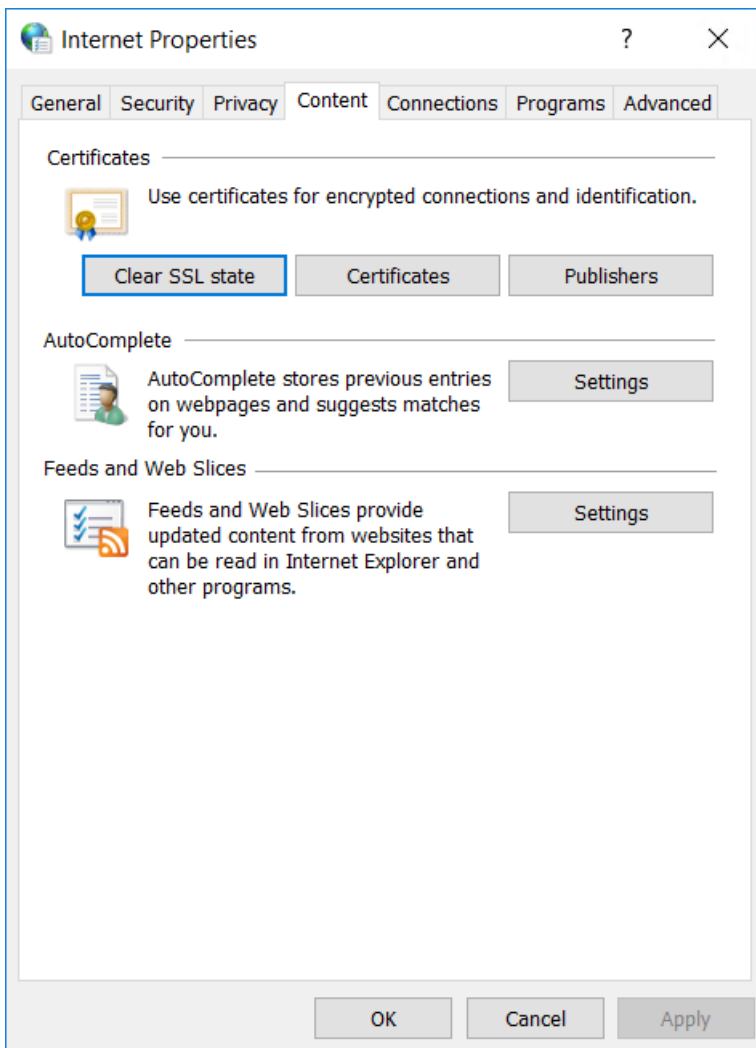 Internet Properties ?
General Security Privacy Content Connections Programs Advanced
Certificates
Use certificates for encrypted connections and identification.
Clear SSL state Certificates Publishers
AutoComplete
AutoComplete stores previous entries
on webpages and suggests matches
for you.
Settings
Feeds and Web Slices
Feeds and Web Slices provide
updated content from websites that
can be read in Internet Explorer and
other programs.
Settings
OK Cancel Apply